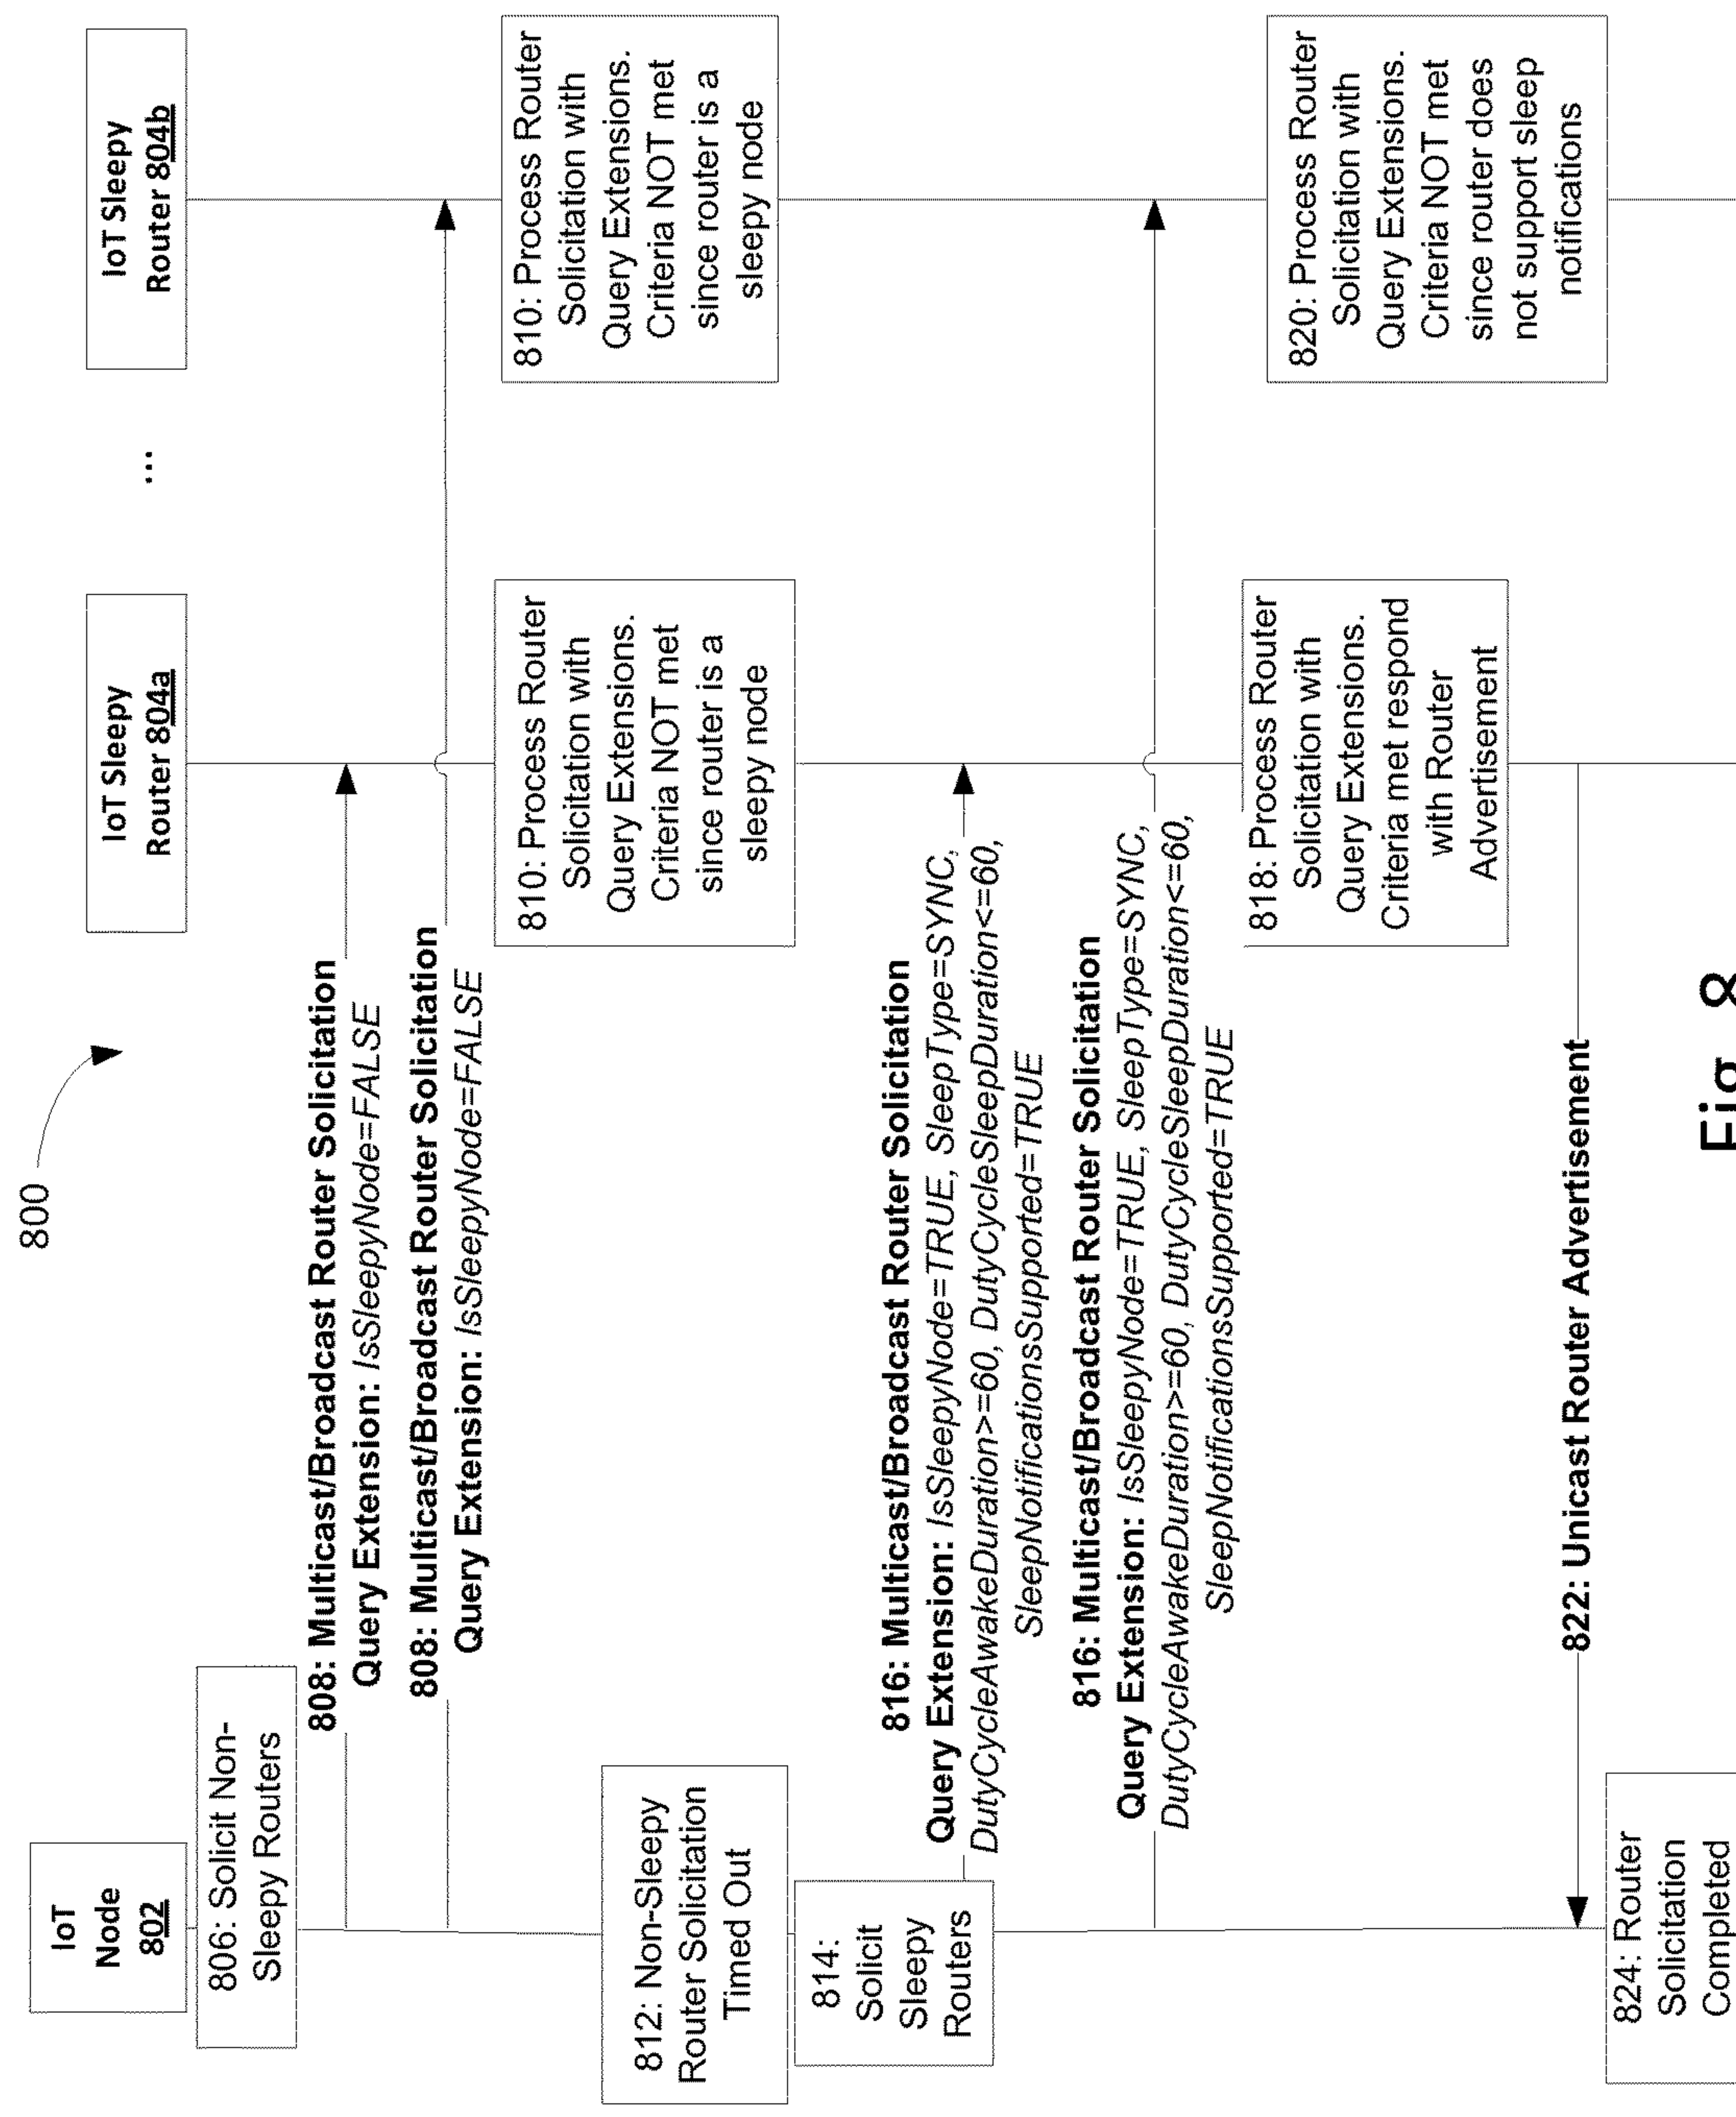 800
IoT
Node
802
IoT Sleepy
Router 804a
...
IoT Sleepy
Router 804b
806: Solicit Non-
Sleepy Routers
808: Multicast/Broadcast Router Solicitation
Query Extension: IsSleepyNode=FALSE
808: Multicast/Broadcast Router Solicitation
Query Extension: IsSleepyNode=FALSE
810: Process Router
Solicitation with
Query Extensions.
Criteria NOT met
since router is a
sleepy node
810: Process Router
Solicitation with
Query Extensions.
Criteria NOT met
since router is a
sleepy node
812: Non-Sleepy
Router Solicitation
Timed Out
814:
Solicit
Sleepy
Routers
816: Multicast/Broadcast Router Solicitation
Query Extension: IsSleepyNode=TRUE, SleepType=SYNC,
DutyCycleAwakeDuration>=60, DutyCycleSleepDuration<=60,
SleepNotificationsSupported=TRUE
816: Multicast/Broadcast Router Solicitation
Query Extension: IsSleepyNode=TRUE, SleepType=SYNC,
DutyCycleAwakeDuration>=60, DutyCycleSleepDuration<=60,
SleepNotificationsSupported=TRUE
818: Process Router
Solicitation with
Query Extensions.
Criteria met respond
with Router
Advertisement
820: Process Router
Solicitation with
Query Extensions.
Criteria NOT met
since router does
not support sleep
notifications
822: Unicast Router Advertisement
824: Router
Solicitation
Completed
Fig. 8